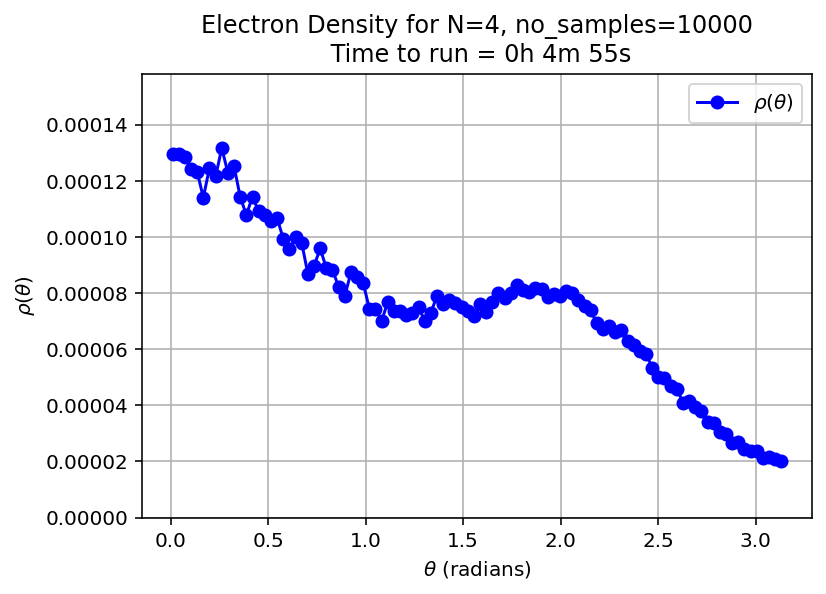 Electron Density for N=4, no_samples=10000
Time to run = 0h 4m 55s
ρ(θ)
0.00014
0.00012
0.00010
0.00008
0.00006
0.00004
0.00002
0.00000
ρ(θ)
0.0 0.5 1.0 1.5 2.0 2.5 3.0
θ (radians)